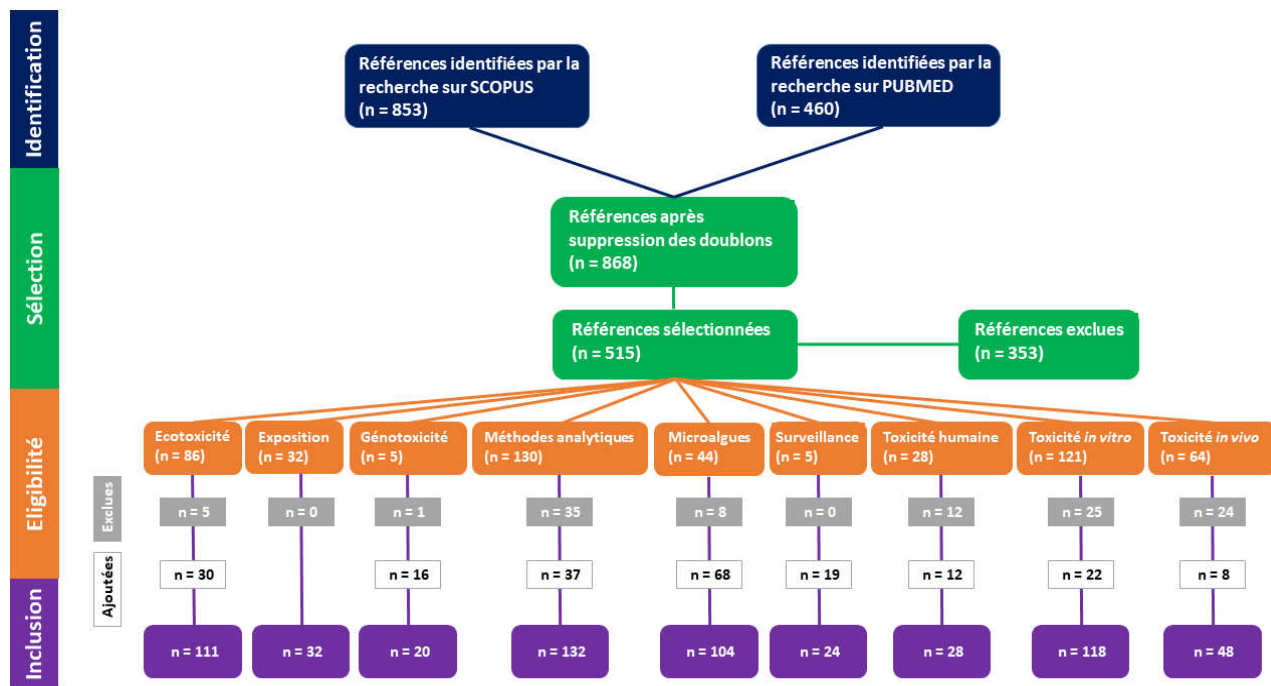 Identification
Références identifiées par la
recherche sur SCOPUS
(n = 853)
Références identifiées par la
recherche sur PUBMED
(n = 460)
Sélection
Références après
suppression des doublons
(n = 868)
Références sélectionnées
(n = 515)
Références exclues
(n = 353)
Eligibilité
Ecotoxicité
(n = 86)
Exposition
(n = 32)
Génotoxicité
(n = 5)
Méthodes analytiques
(n = 130)
Microalgues
(n = 44)
Surveillance
(n = 5)
Toxicité humaine
(n = 28)
Toxicité in vitro
(n = 121)
Toxicité in vivo
(n = 64)
Exclues
n = 5
n = 0
n = 1
n = 35
n = 8
n = 0
n = 12
n = 25
n = 24
Ajoutées
n = 30
n = 16
n = 37
n = 68
n = 19
n = 12
n = 22
n = 8
Inclusion
n = 111
n = 32
n = 20
n = 132
n = 104
n = 24
n = 28
n = 118
n = 48